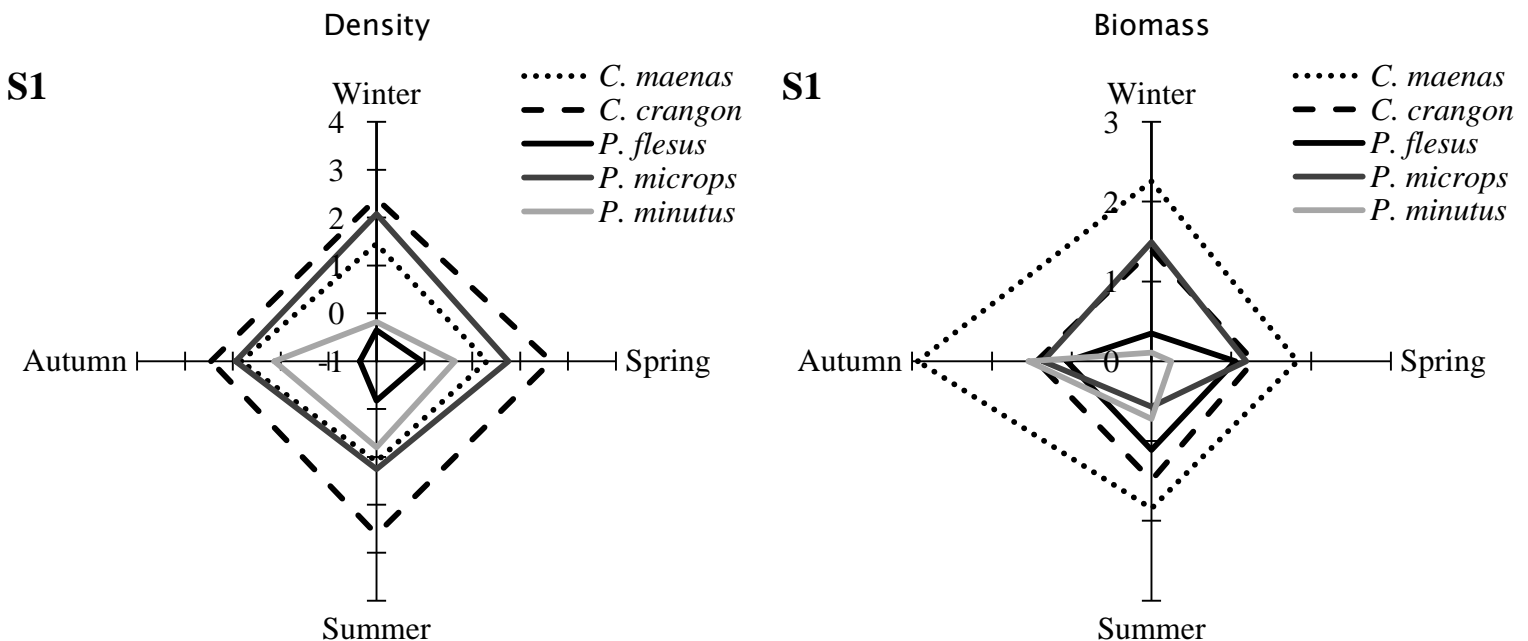 Density
S1
Winter
C. maenas
C. crangon
P. flesus
P. microps
P. minutus
4
3
2
1
0
-1
Autumn
Spring
Summer
Biomass
S1
Winter
C. maenas
C. crangon
P. flesus
P. microps
P. minutus
3
2
1
0
Autumn
Spring
Summer